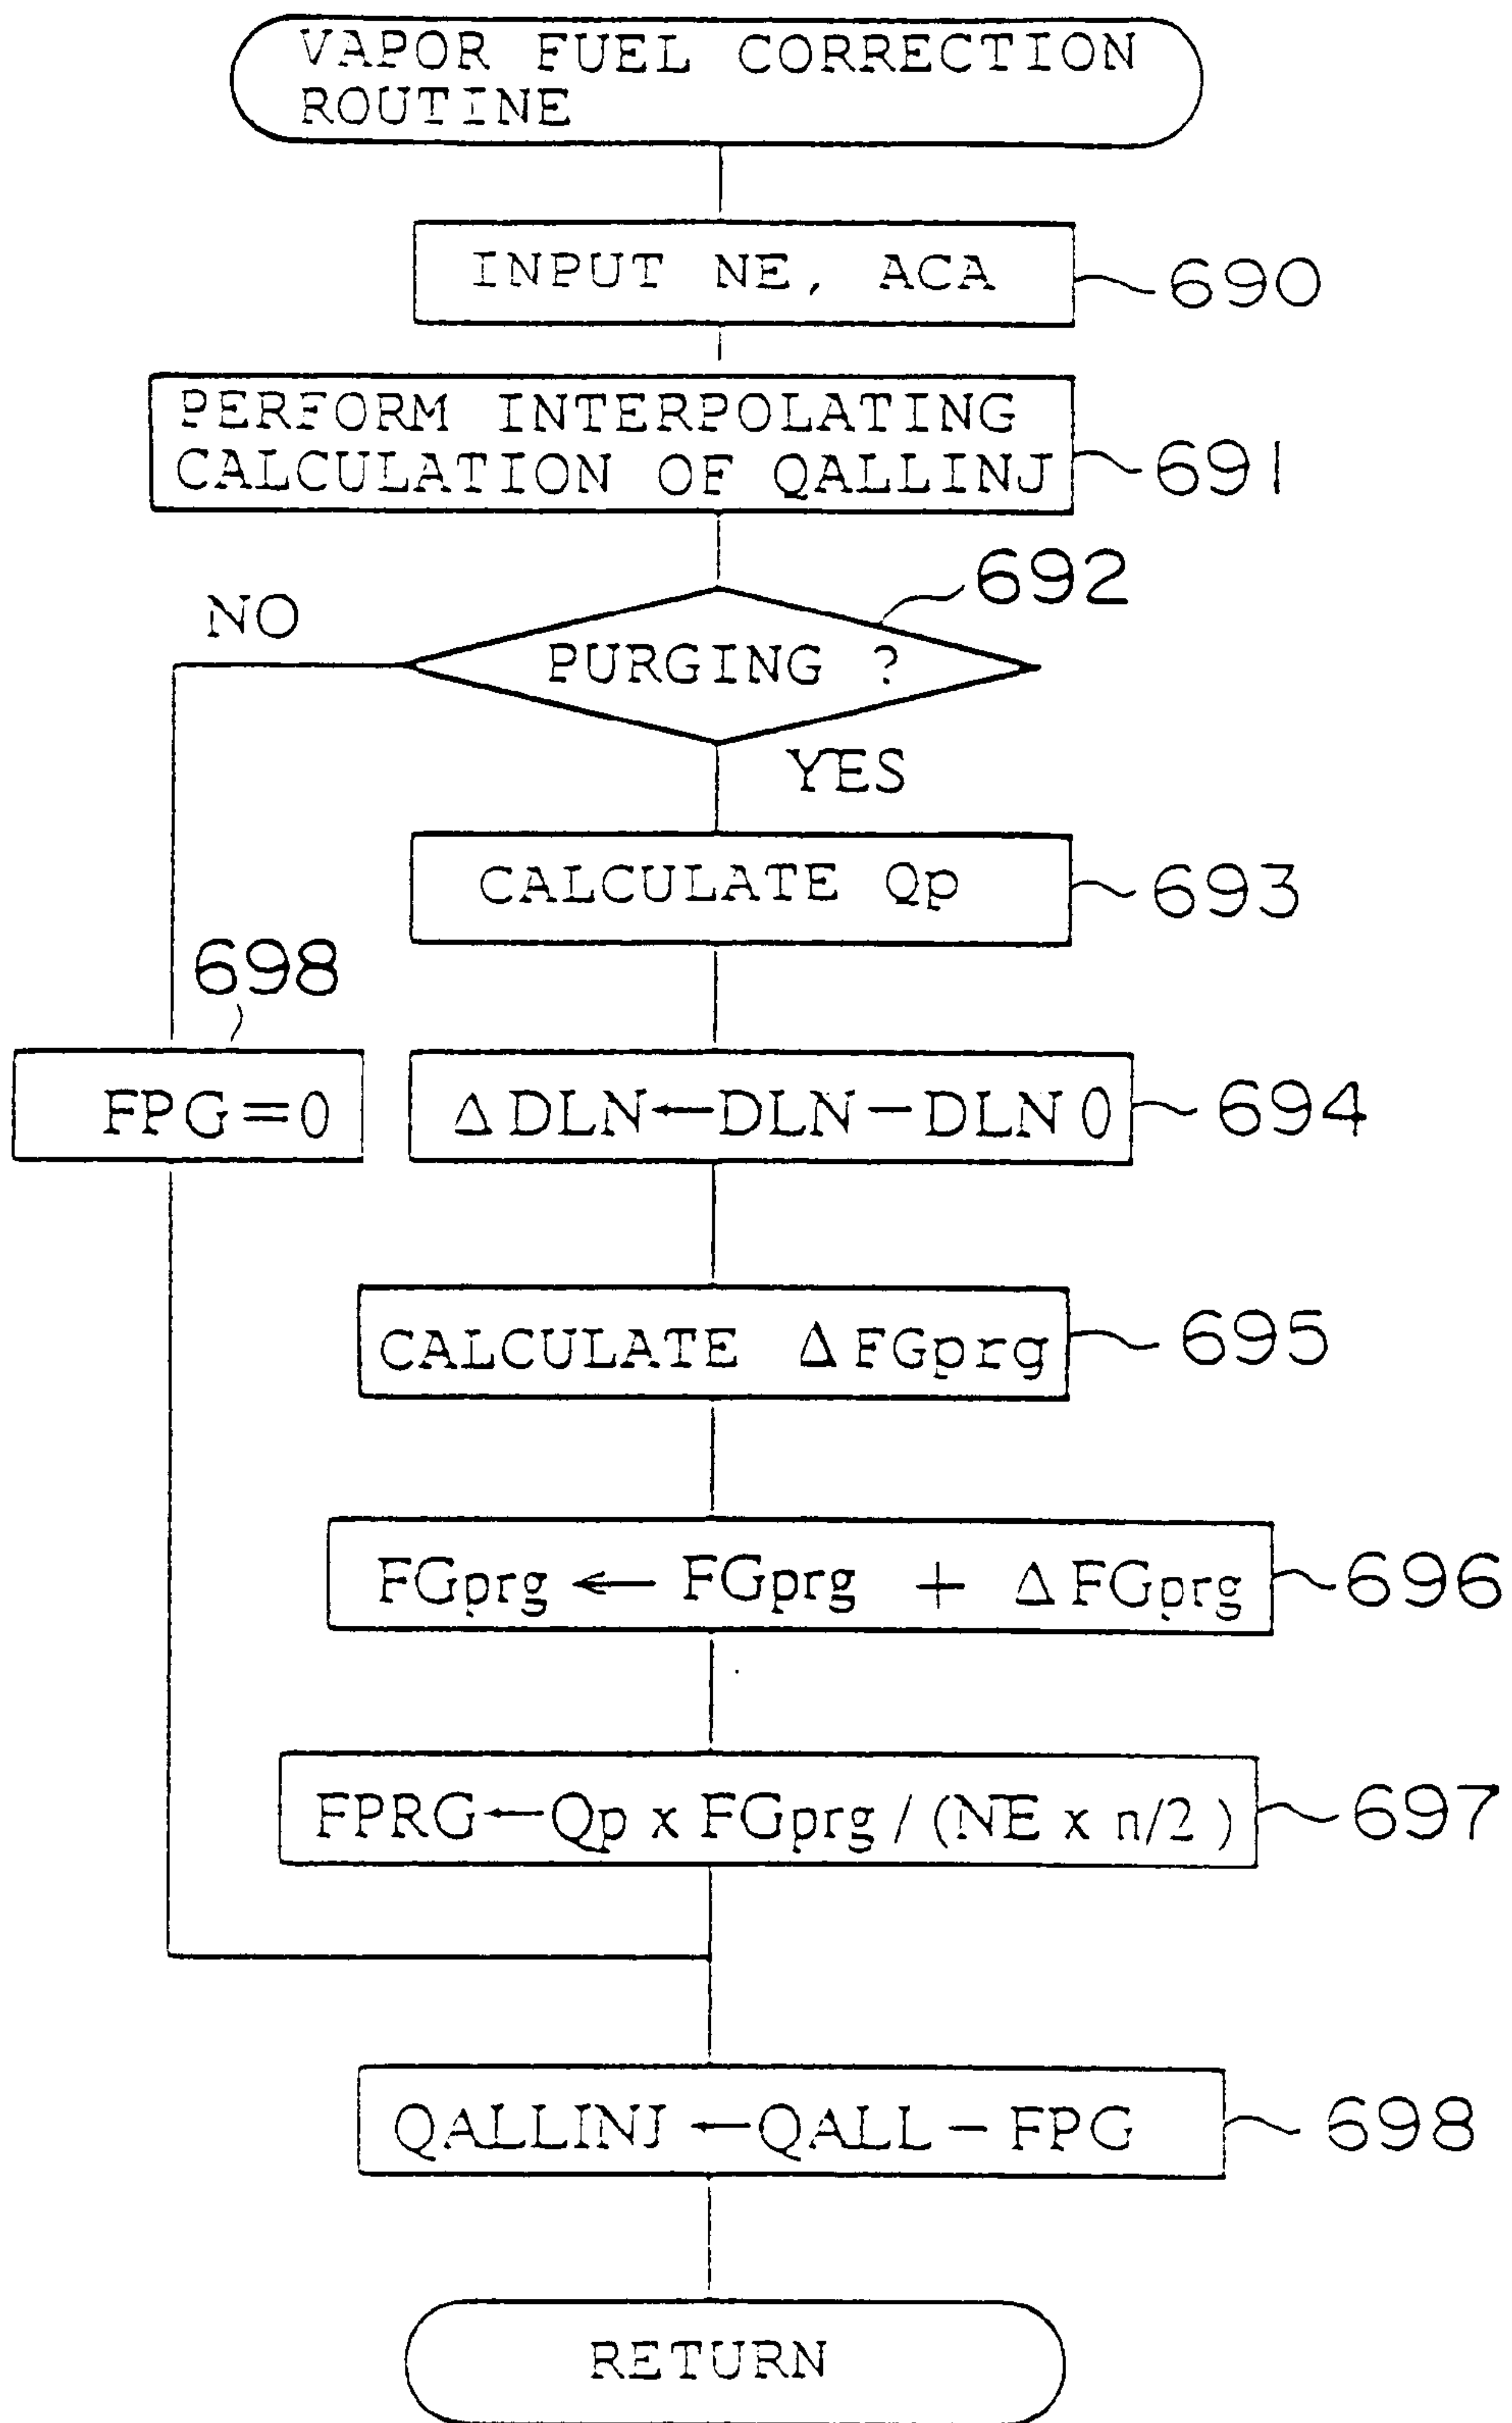 VAPOR FUEL CORRECTION
ROUTINE
INPUT NE, ACA
690
PERFORM INTERPOLATING
CALCULATION OF QALLINJ
691
692
NO
PURGING ?
YES
CALCULATE Qp
693
698
FPG=0
ΔDLN←DLN−DLN0
694
CALCULATE ΔFGprg
695
FGprg ← FGprg + ΔFGprg
696
FPRG←Qp x FGprg / (NE x n/2 )
697
QALLINJ ←QALL − FPG
698
RETURN